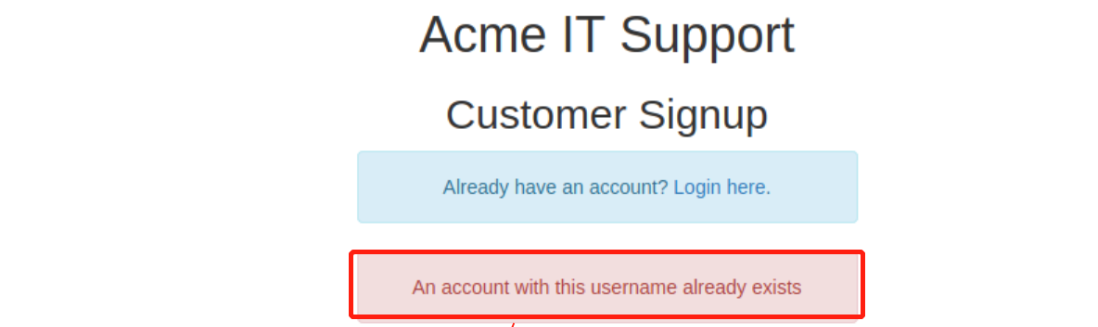 Acme IT Support
Customer Signup
Already have an account? Login here.
An account with this username already exists